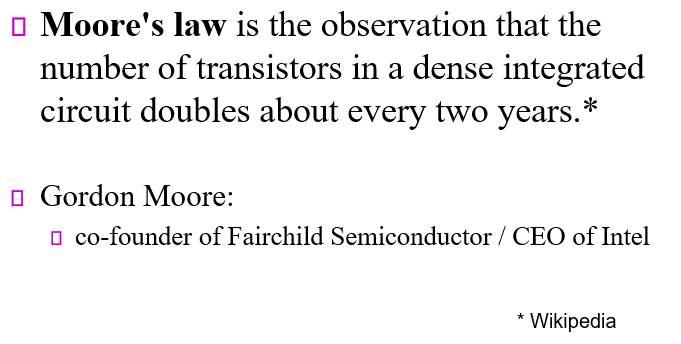 Moore's law is the observation that the
number of transistors in a dense integrated
circuit doubles about every two years.*
Gordon Moore:
co-founder of Fairchild Semiconductor / CEO of Intel
* Wikipedia